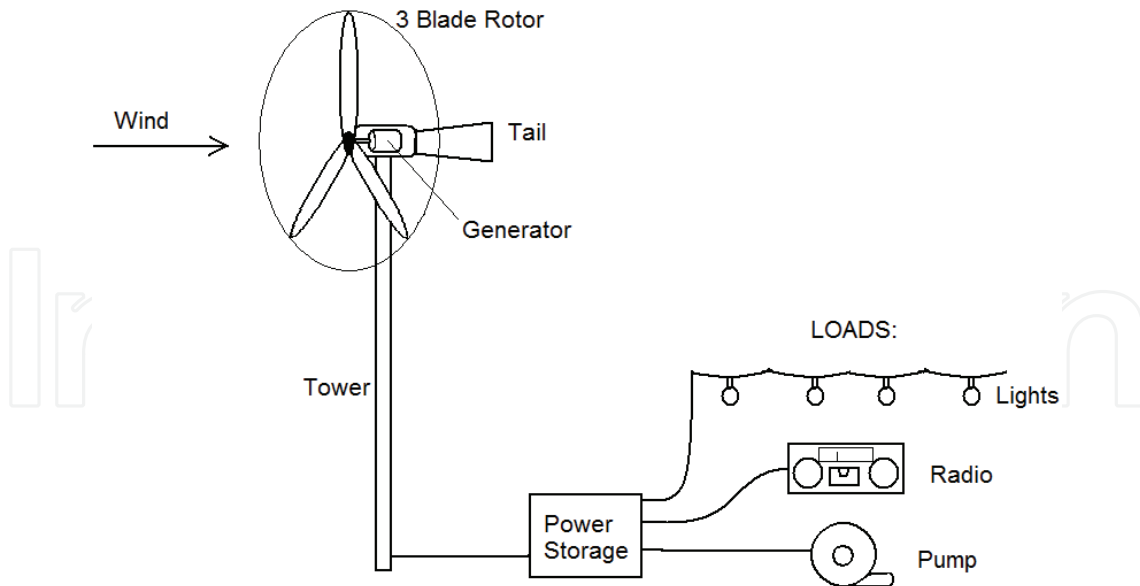 3 Blade Rotor
Wind
Tail
Generator
LOADS:
Tower
Lights
Radio
Power
Storage
Pump